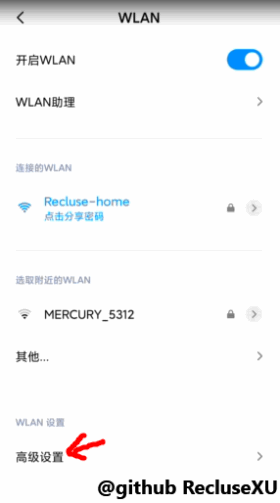 WLAN
开启WLAN
WLAN助理
连接的WLAN
Recluse-home
点击分享密码
选取附近的WLAN
MERCURY_5312
其他...
WLAN 设置
高级设置
@github RecluseXU